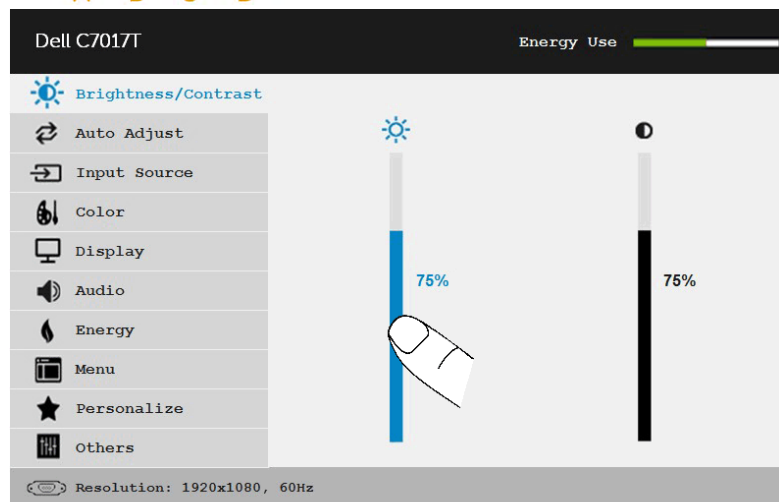 Dell C7017T
Energy Use
Brightness/Contrast
Auto Adjust
Input Source
Color
Display
Audio
Energy
Menu
Personalize
Others
75%
75%
Resolution: 1920x1080, 60Hz